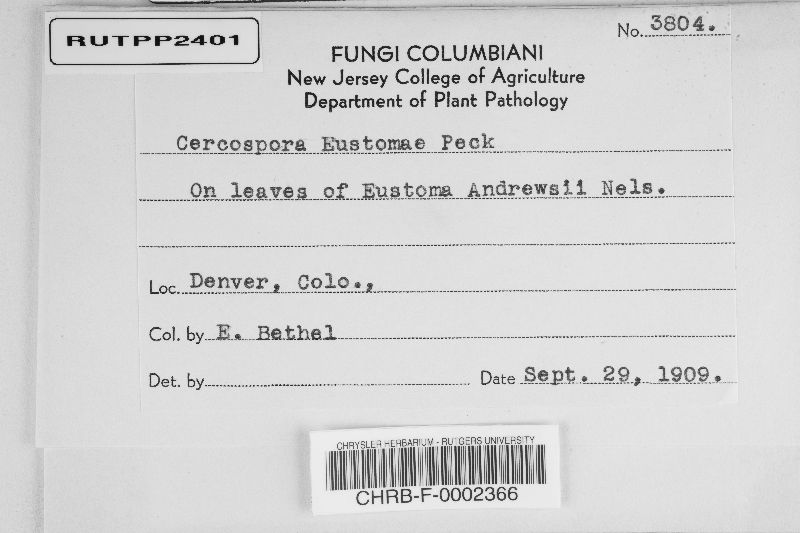 RUTPP2401
No. 3804.
FUNGI COLUMBIANI
New Jersey College of Agriculture
Department of Plant Pathology
Cercospora Eustomae Peck
On leaves of Eustoma Andrewsii Nels.
Loc. Denver, Colo.,
Col. by E. Bethel
Det. by
Date Sept. 29, 1909.
CHRYSLER HERBARIUM - RUTGERS UNIVERSITY
CHRB-F-0002366